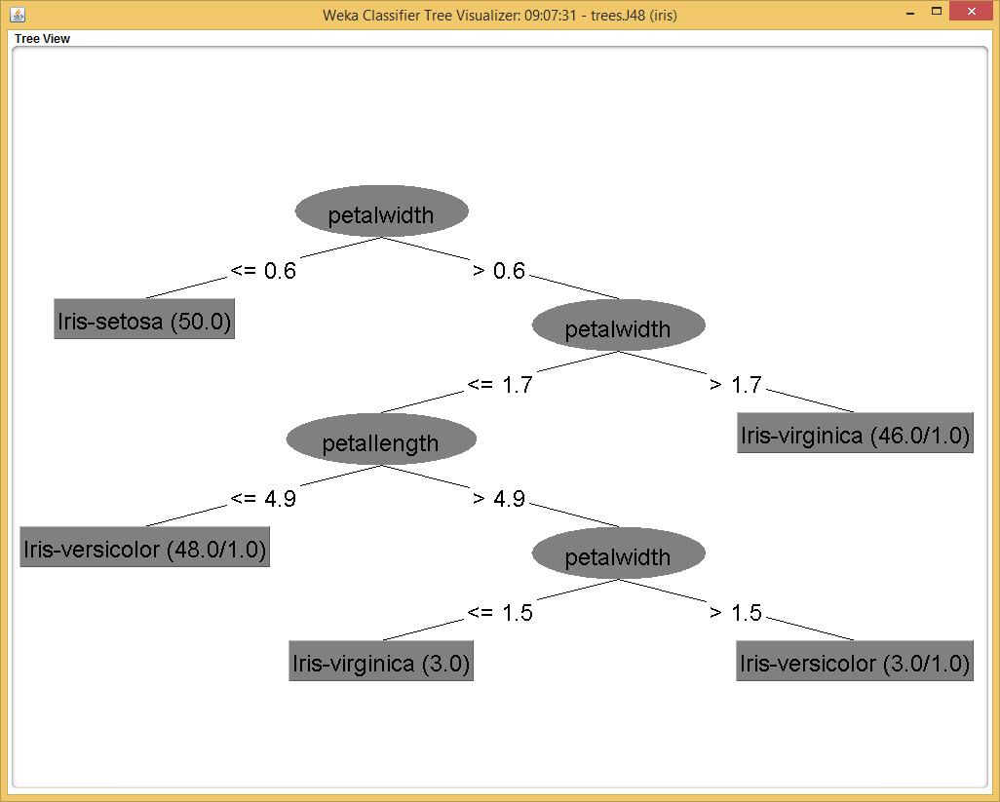 Weka Classifier Tree Visualizer: 09:07:31 - trees.J48 (iris)
Tree View
petalwidth
<= 0.6
> 0.6
Iris-setosa (50.0)
petalwidth
<= 1.7
> 1.7
petallength
Iris-virginica (46.0/1.0)
<= 4.9
> 4.9
Iris-versicolor (48.0/1.0)
petalwidth
<= 1.5
> 1.5
Iris-virginica (3.0)
Iris-versicolor (3.0/1.0)